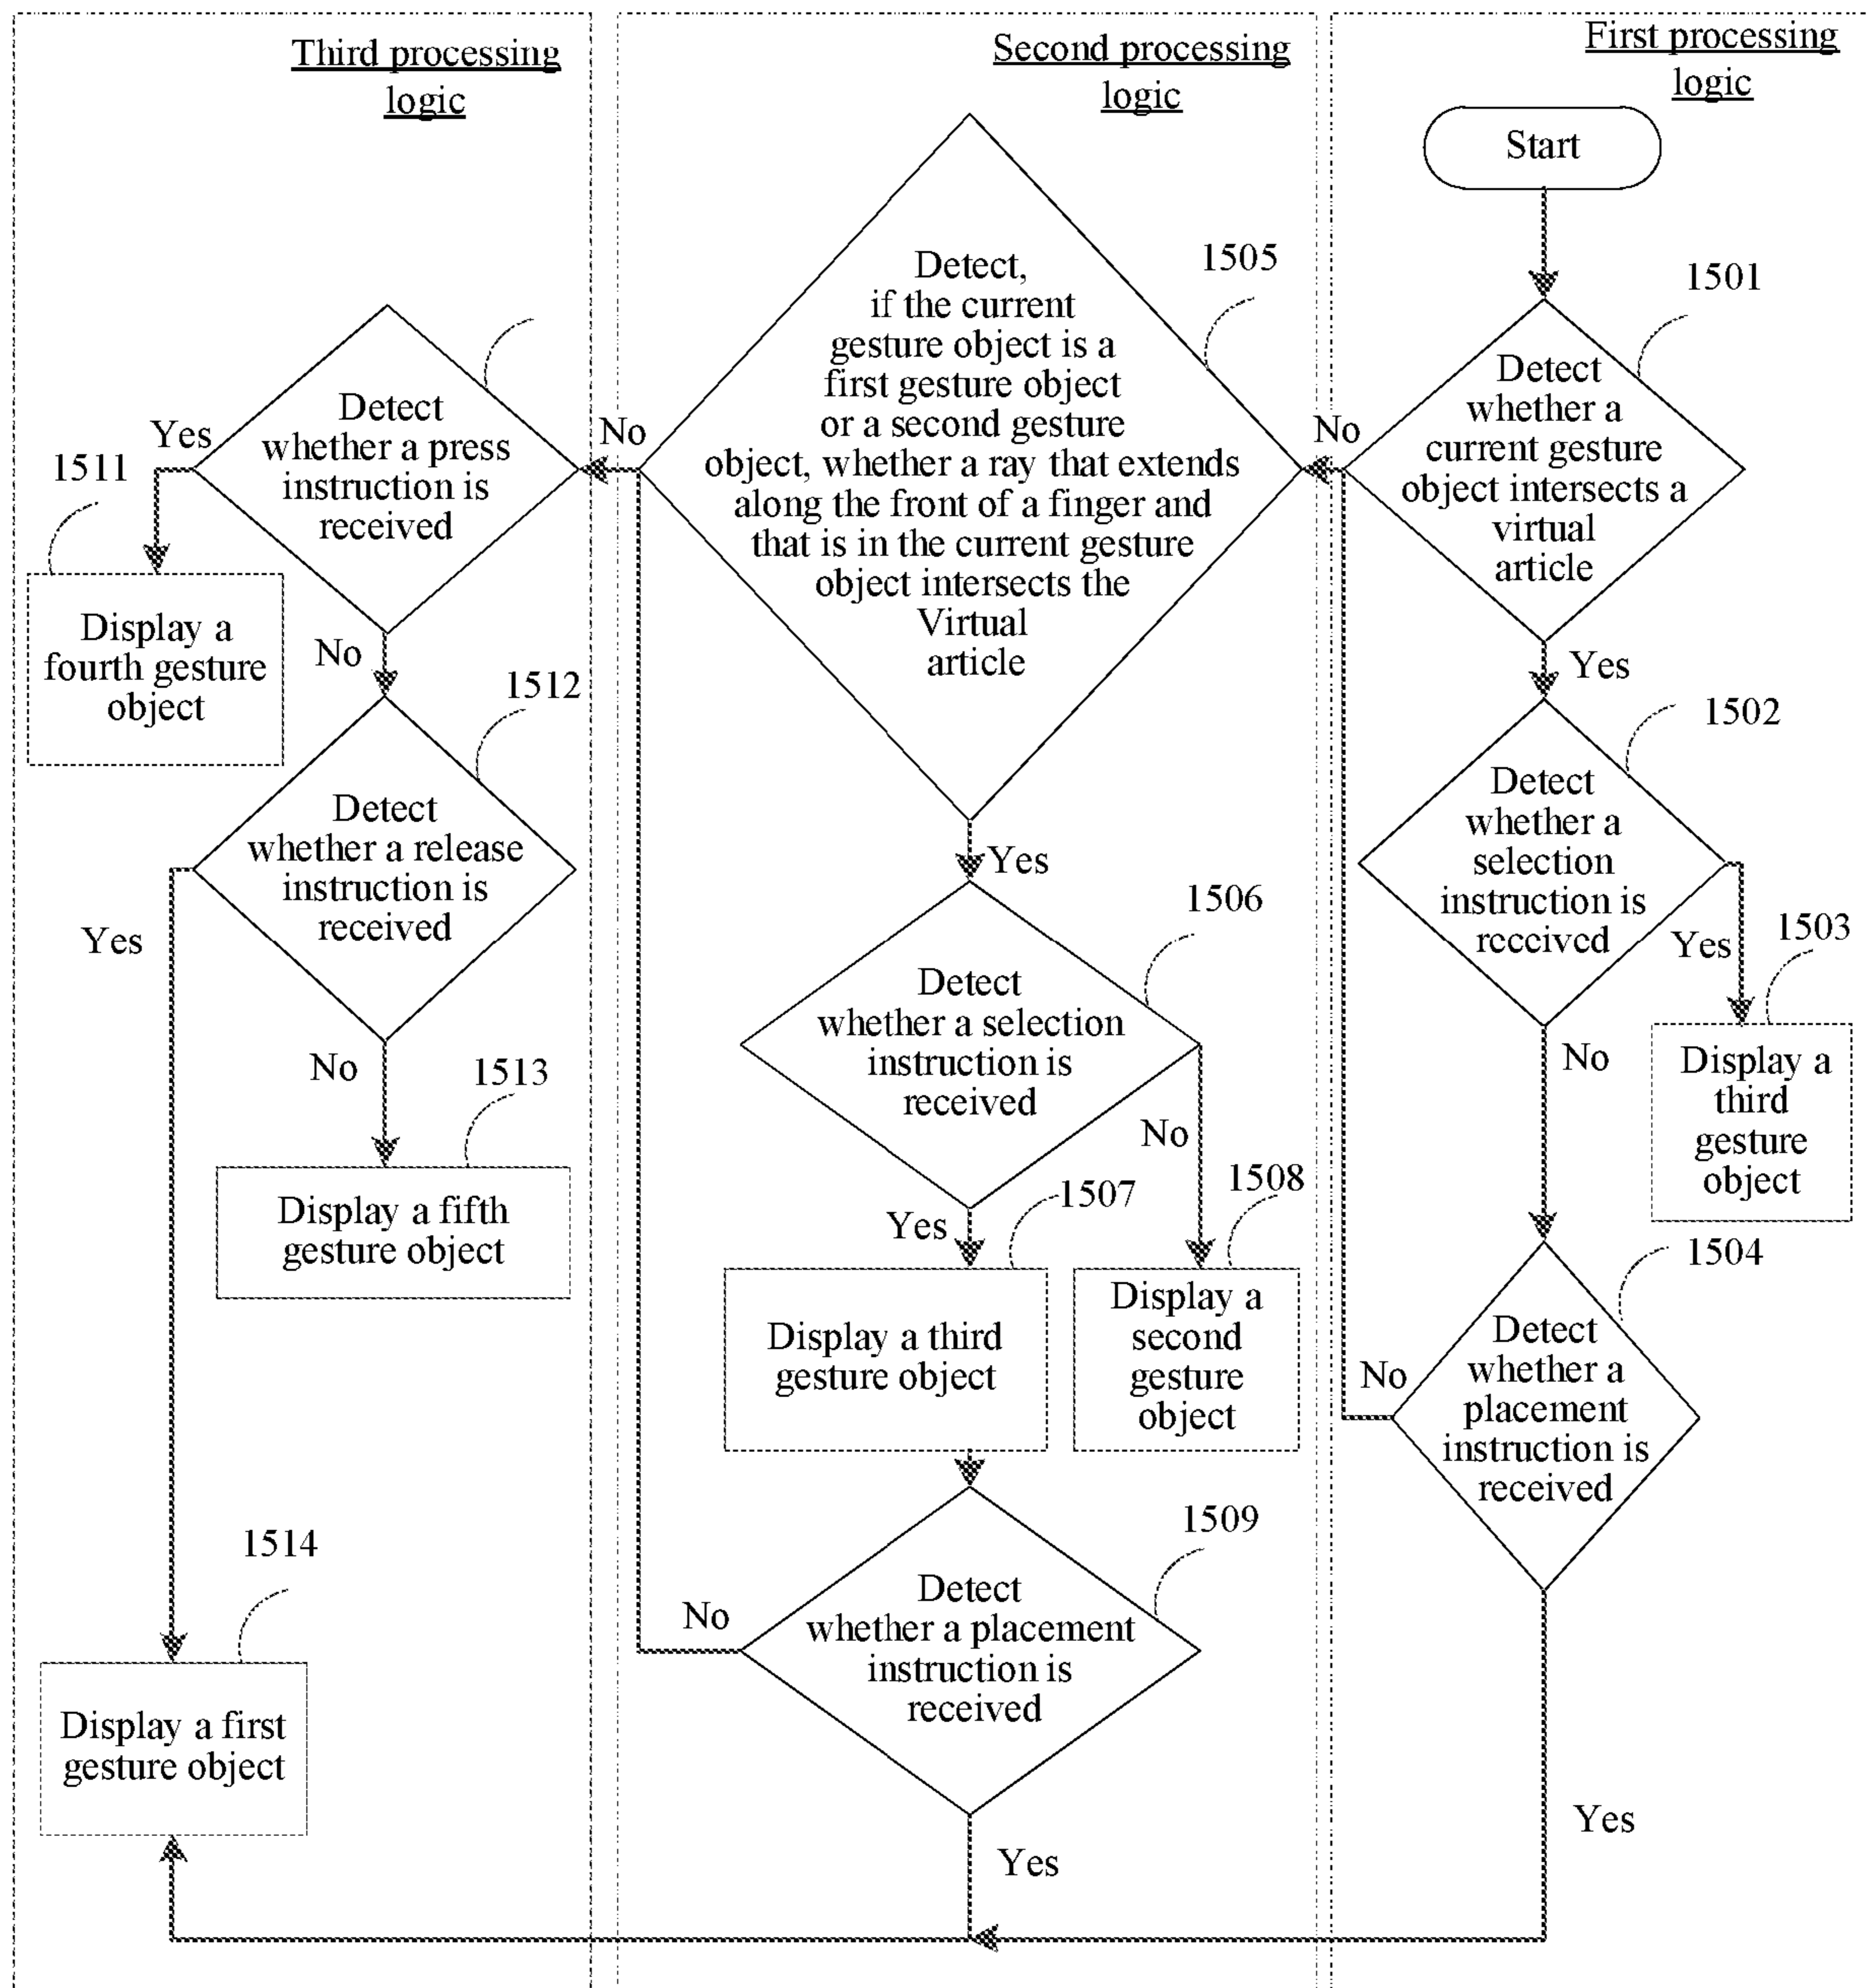 Third processing
logic
Second processing
logic
First processing
logic
Start
1501
Detect
whether a
current gesture
object intersects a
virtual
article
No
Yes
1502
Detect
whether a
selection
instruction is
received
Yes
1503
Display a
third
gesture
object
No
1504
Detect
whether a
placement
instruction is
received
No
Yes
1505
Detect,
if the current
gesture object is a
first gesture object
or a second gesture
object, whether a ray that extends
along the front of a finger and
that is in the current gesture
object intersects the
Virtual
article
No
Yes
1506
Detect
whether a selection
instruction is
received
No
Yes
1507
Display a third
gesture object
1508
Display a
second
gesture
object
1509
Detect
whether a placement
instruction is
received
No
Yes
Detect
whether a press
instruction is
received
Yes
1511
Display a
fourth gesture
object
No
1512
Detect
whether a release
instruction is
received
Yes
No
1513
Display a fifth
gesture object
1514
Display a first
gesture object